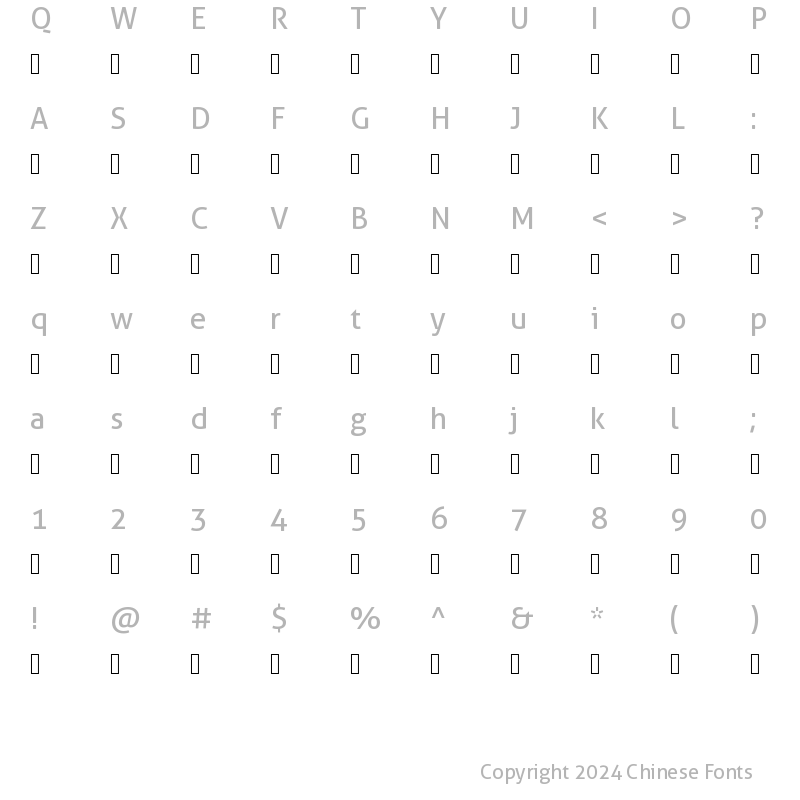 Q W E R T Y U I O P
▯ ▯ ▯ ▯ ▯ ▯ ▯ ▯ ▯ ▯
A S D F G H J K L :
▯ ▯ ▯ ▯ ▯ ▯ ▯ ▯ ▯ ▯
Z X C V B N M < > ?
▯ ▯ ▯ ▯ ▯ ▯ ▯ ▯ ▯ ▯
q w e r t y u i o p
▯ ▯ ▯ ▯ ▯ ▯ ▯ ▯ ▯ ▯
a s d f g h j k l ;
▯ ▯ ▯ ▯ ▯ ▯ ▯ ▯ ▯ ▯
1 2 3 4 5 6 7 8 9 0
▯ ▯ ▯ ▯ ▯ ▯ ▯ ▯ ▯ ▯
! @ # $ % ^ & * ( )
▯ ▯ ▯ ▯ ▯ ▯ ▯ ▯ ▯ ▯
Copyright 2024 Chinese Fonts